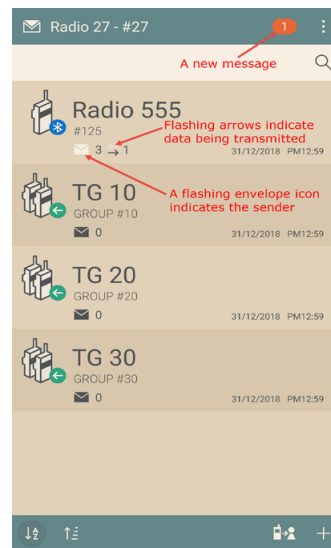 Radio 27 - #27
1
A new message
Radio 555
#125
Flashing arrows indicate
data being transmitted
3 1
31/12/2018 PM12:59
TG 10
A flashing envelope icon
indicates the sender
GROUP #10
0
31/12/2018 PM12:59
TG 20
GROUP #20
0
31/12/2018 PM12:59
TG 30
GROUP #30
0
31/12/2018 PM12:59